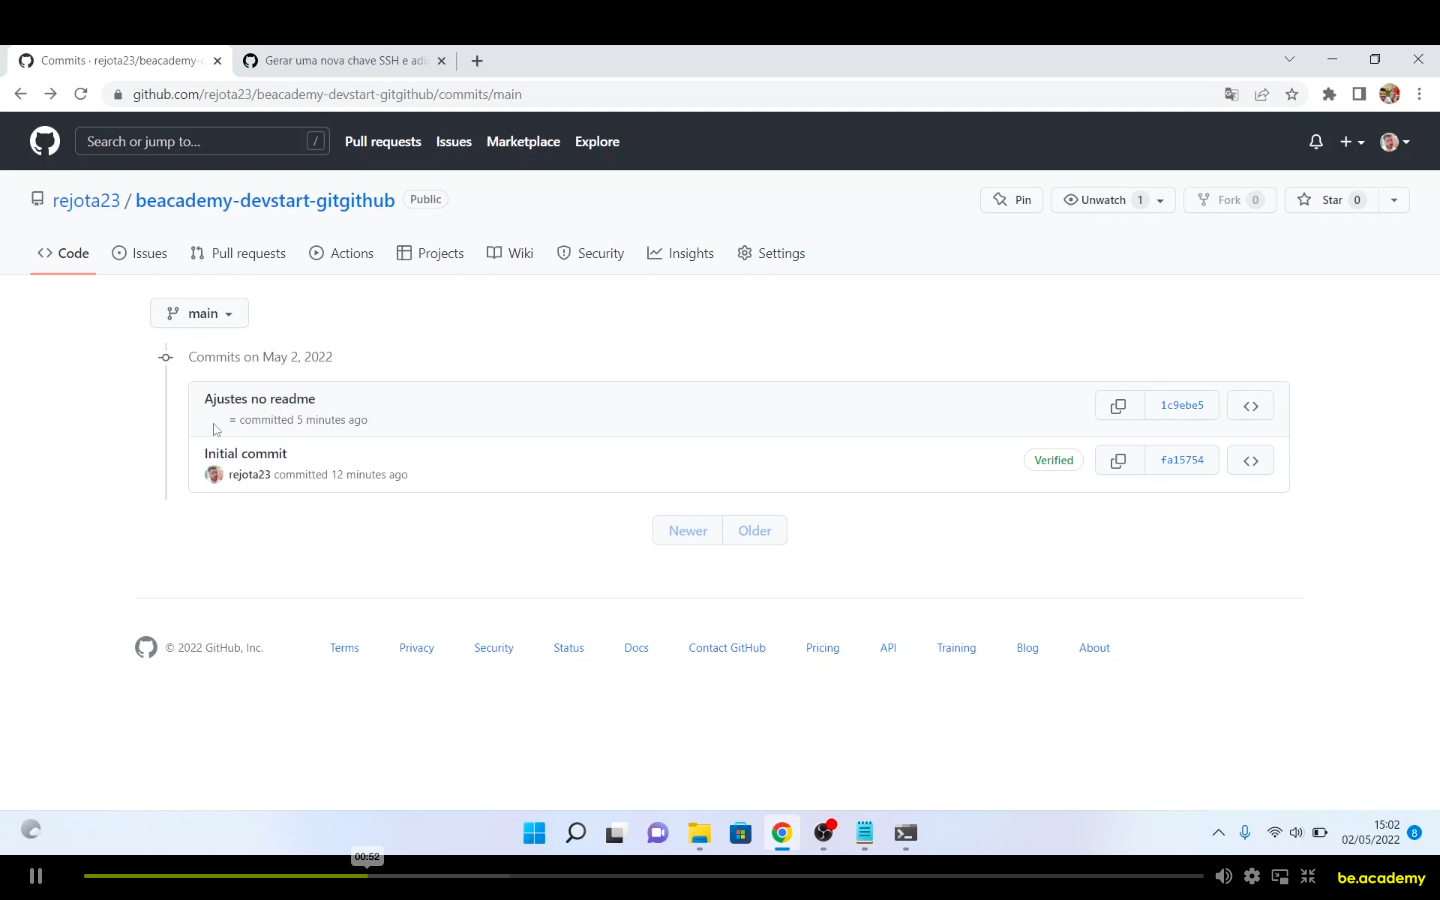 Commits · rejota23/beacademy-
Gerar uma nova chave SSH e adi
github.com/rejota23/beacademy-devstart-gitgithub/commits/main
Search or jump to...
/
Pull requests
Issues
Marketplace
Explore
rejota23 / beacademy-devstart-gitgithub
Public
Pin
Unwatch 1
Fork 0
Star 0
<> Code
Issues
Pull requests
Actions
Projects
Wiki
Security
Insights
Settings
main
Commits on May 2, 2022
Ajustes no readme
= committed 5 minutes ago
1c9ebe5
<>
Initial commit
rejota23 committed 12 minutes ago
Verified
fa15754
<>
Newer
Older
© 2022 GitHub, Inc.
Terms
Privacy
Security
Status
Docs
Contact GitHub
Pricing
API
Training
Blog
About
15:02
02/05/2022
8
00:52
be.academy